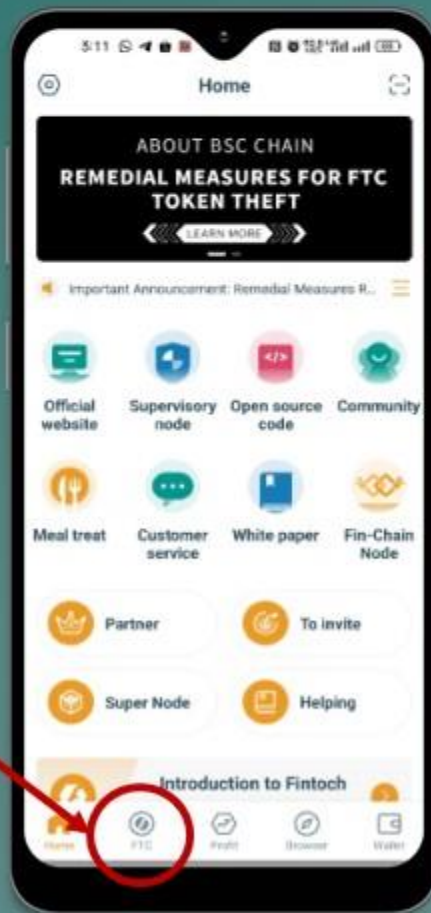 3:11
Home
ABOUT BSC CHAIN
REMEDIAL MEASURES FOR FTC
TOKEN THEFT
LEARN MORE
Important Announcement: Remedial Measures R...
Official website
Supervisory node
Open source code
Community
Meal treat
Customer service
White paper
Fin-Chain Node
Partner
To invite
Super Node
Helping
Introduction to Fintoch
Home
FTC
Profit
Browser
Wallet